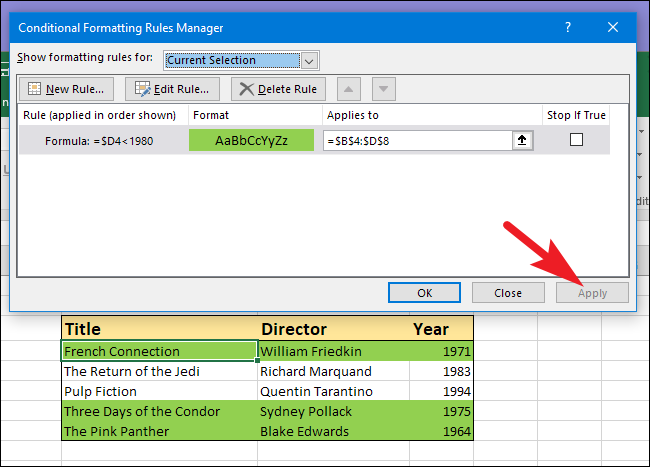 Conditional Formatting Rules Manager ?
Show formatting rules for: Current Selection
New Rule... Edit Rule... Delete Rule
Rule (applied in order shown) Format Applies to Stop If True
Formula: =$D4<1980 AaBbCcYyZz =$B$4:$D$8
OK Close Apply
Title Director Year
French Connection William Friedkin 1971
The Return of the Jedi Richard Marquand 1983
Pulp Fiction Quentin Tarantino 1994
Three Days of the Condor Sydney Pollack 1975
The Pink Panther Blake Edwards 1964